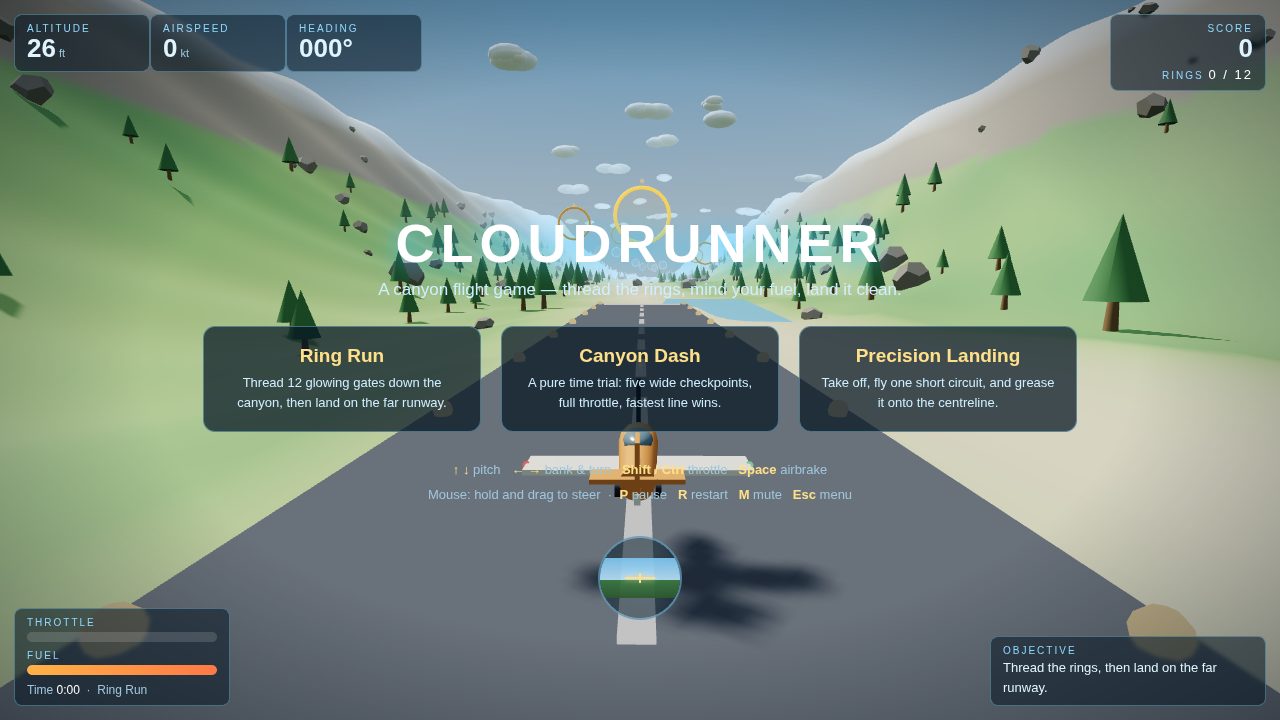 ALTITUDE
26 ft
AIRSPEED
0 kt
HEADING
000°
SCORE
0
RINGS 0 / 12
CLOUDRUNNER
A canyon flight game — thread the rings, mind your fuel, land it clean.
Ring Run
Thread 12 glowing gates down the
canyon, then land on the far runway.
Canyon Dash
A pure time trial: five wide checkpoints,
full throttle, fastest line wins.
Precision Landing
Take off, fly one short circuit, and grease
it onto the centreline.
↑ ↓ pitch ← → bank & turn Shift / Ctrl throttle Space airbrake
Mouse: hold and drag to steer · P pause R restart M mute Esc menu
THROTTLE
FUEL
Time 0:00 · Ring Run
OBJECTIVE
Thread the rings, then land on the far
runway.